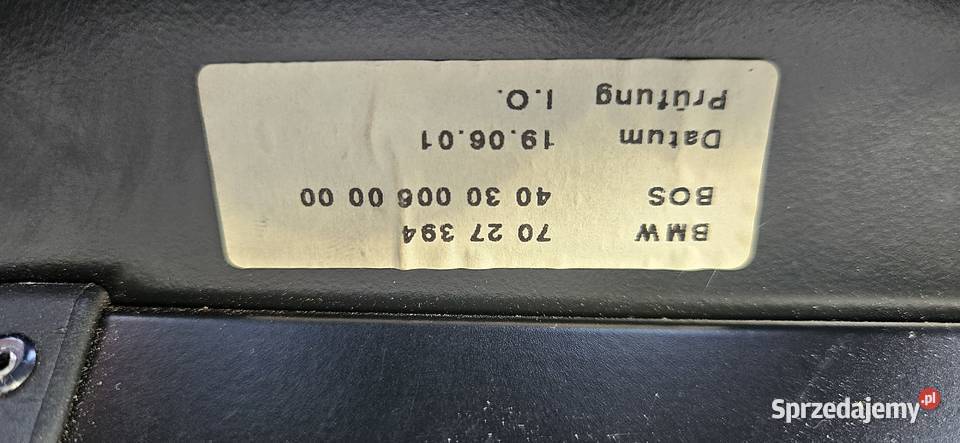 BMW 70 27 394
BOS 40 30 006 00 00
Datum 19.06.01
Prüfung I.O.
Sprzedajemy.pl